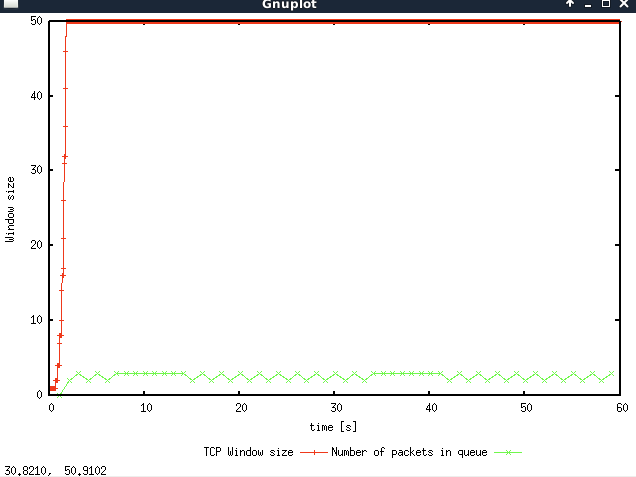 Gnuplot
50
40
30
20
10
0
Window size
0 10 20 30 40 50 60
time [s]
TCP Window size Number of packets in queue
30.8210, 50.9102